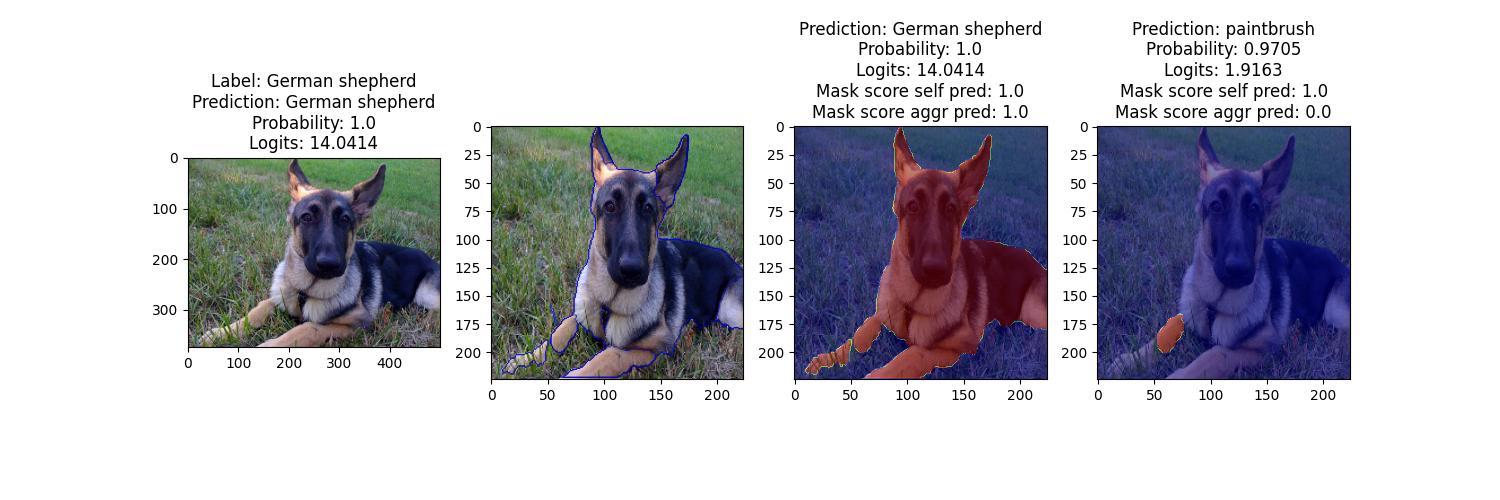 Label: German shepherd
Prediction: German shepherd
Probability: 1.0
Logits: 14.0414
0
100
200
300
0 100 200 300 400
0
25
50
75
100
125
150
175
200
0 50 100 150 200
Prediction: German shepherd
Probability: 1.0
Logits: 14.0414
Mask score self pred: 1.0
Mask score aggr pred: 1.0
0
25
50
75
100
125
150
175
200
0 50 100 150 200
Prediction: paintbrush
Probability: 0.9705
Logits: 1.9163
Mask score self pred: 1.0
Mask score aggr pred: 0.0
0
25
50
75
100
125
150
175
200
0 50 100 150 200